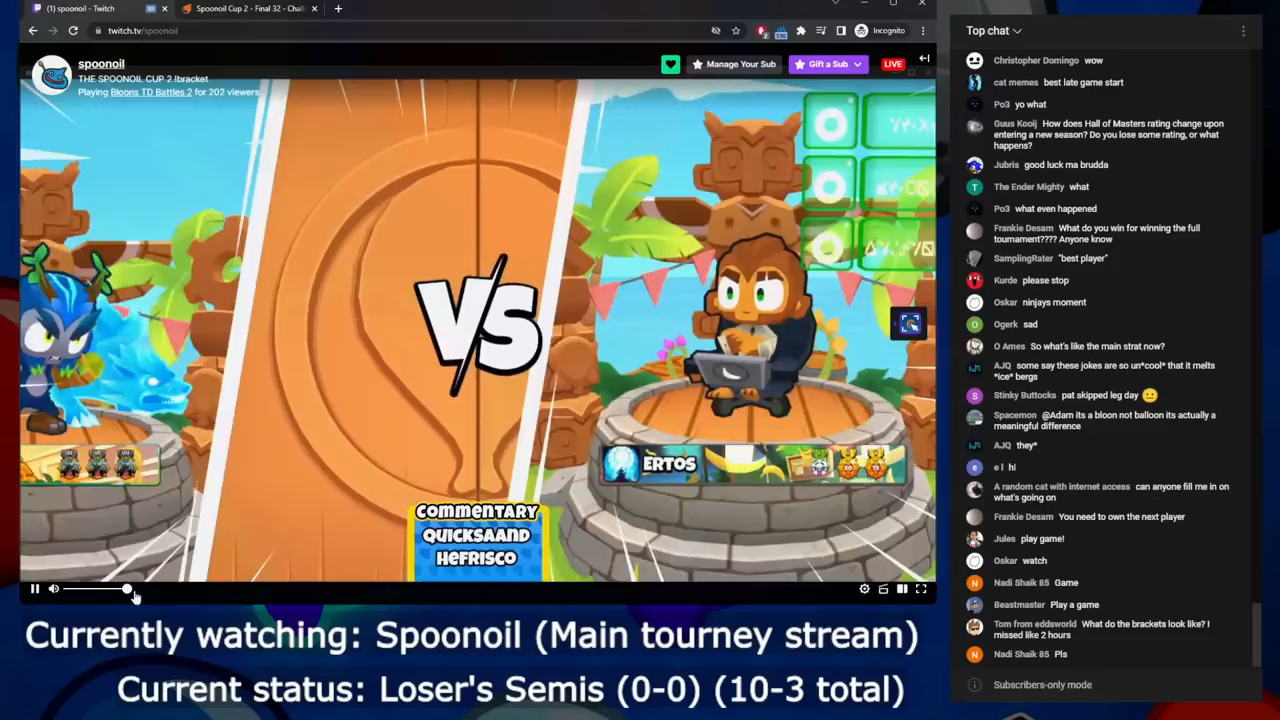 (1) spoonoil - Twitch
Spoonoil Cup 2 - Final 32 - Chall
twitch.tv/spoonoil
Incognito
spoonoil
THE SPOONOIL CUP 2 !bracket
Playing Bloons TD Battles 2 for 202 viewers
Manage Your Sub
Gift a Sub
LIVE
VS
ERTOS
COMMENTARY
QUICKSAAND
HEFRISCO
Currently watching: Spoonoil (Main tourney stream)
Current status: Loser's Semis (0-0) (10-3 total)
Top chat
Christopher Domingo wow
cat memes best late game start
Po3 yo what
Guus Kooij How does Hall of Masters rating change upon
entering a new season? Do you lose some rating, or what
happens?
Jubris good luck ma brudda
The Ender Mighty what
Po3 what even happened
Frankie Desam What do you win for winning the full
tournament???? Anyone know
SamplingRater "best player"
Kurde please stop
Oskar ninjays moment
Ogerk sad
O Ames So what's like the main strat now?
AJQ some say these jokes are so un*cool* that it melts
*ice* bergs
Stinky Buttocks pat skipped leg day 😐
Spacemon @Adam its a bloon not balloon its actually a
meaningful difference
AJQ they*
e l hi
A random cat with internet access can anyone fill me in on
what's going on
Frankie Desam You need to own the next player
Jules play game!
Oskar watch
Nadi Shaik 85 Game
Beastmaster Play a game
Tom from eddsworld What do the brackets look like? I
missed like 2 hours
Nadi Shaik 85 Pls
Subscribers-only mode